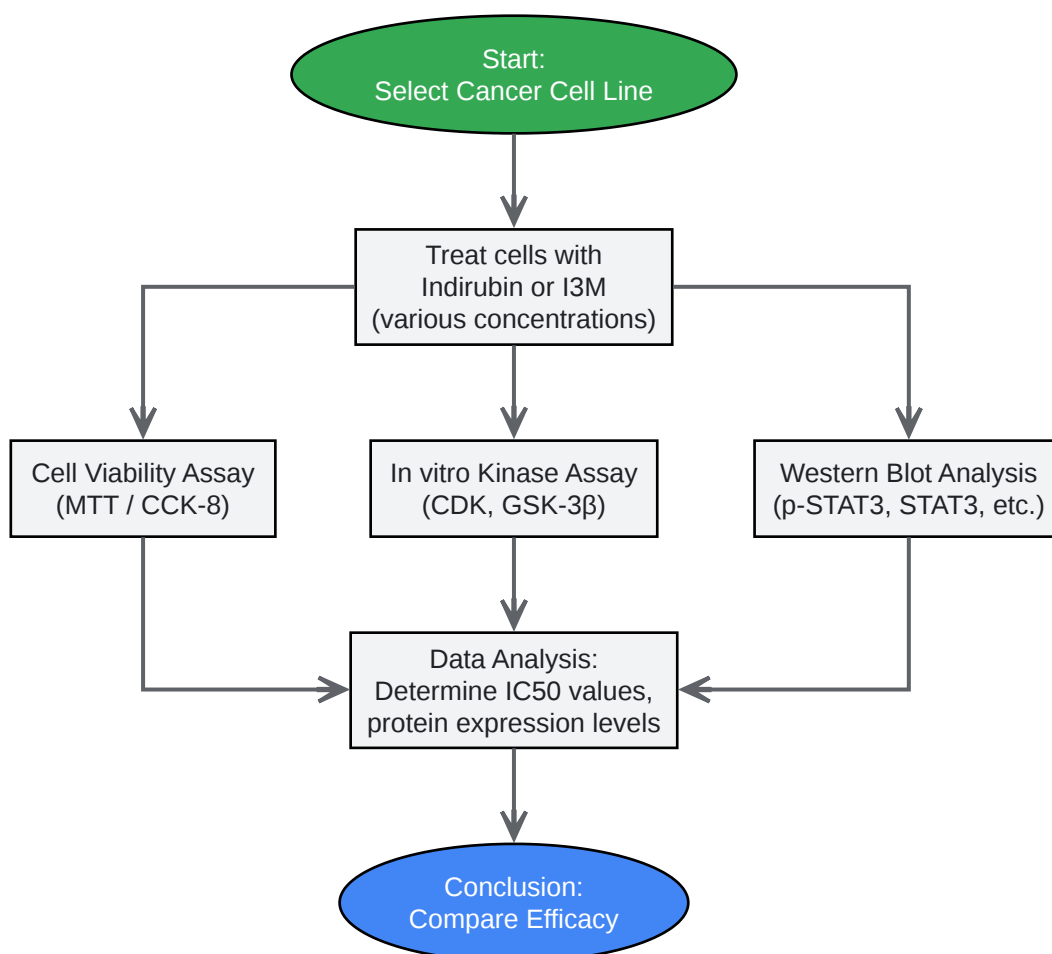 Start:
Select Cancer Cell Line
Treat cells with
Indirubin or I3M
(various concentrations)
Cell Viability Assay
(MTT / CCK-8)
In vitro Kinase Assay
(CDK, GSK-3β)
Western Blot Analysis
(p-STAT3, STAT3, etc.)
Data Analysis:
Determine IC50 values,
protein expression levels
Conclusion:
Compare Efficacy